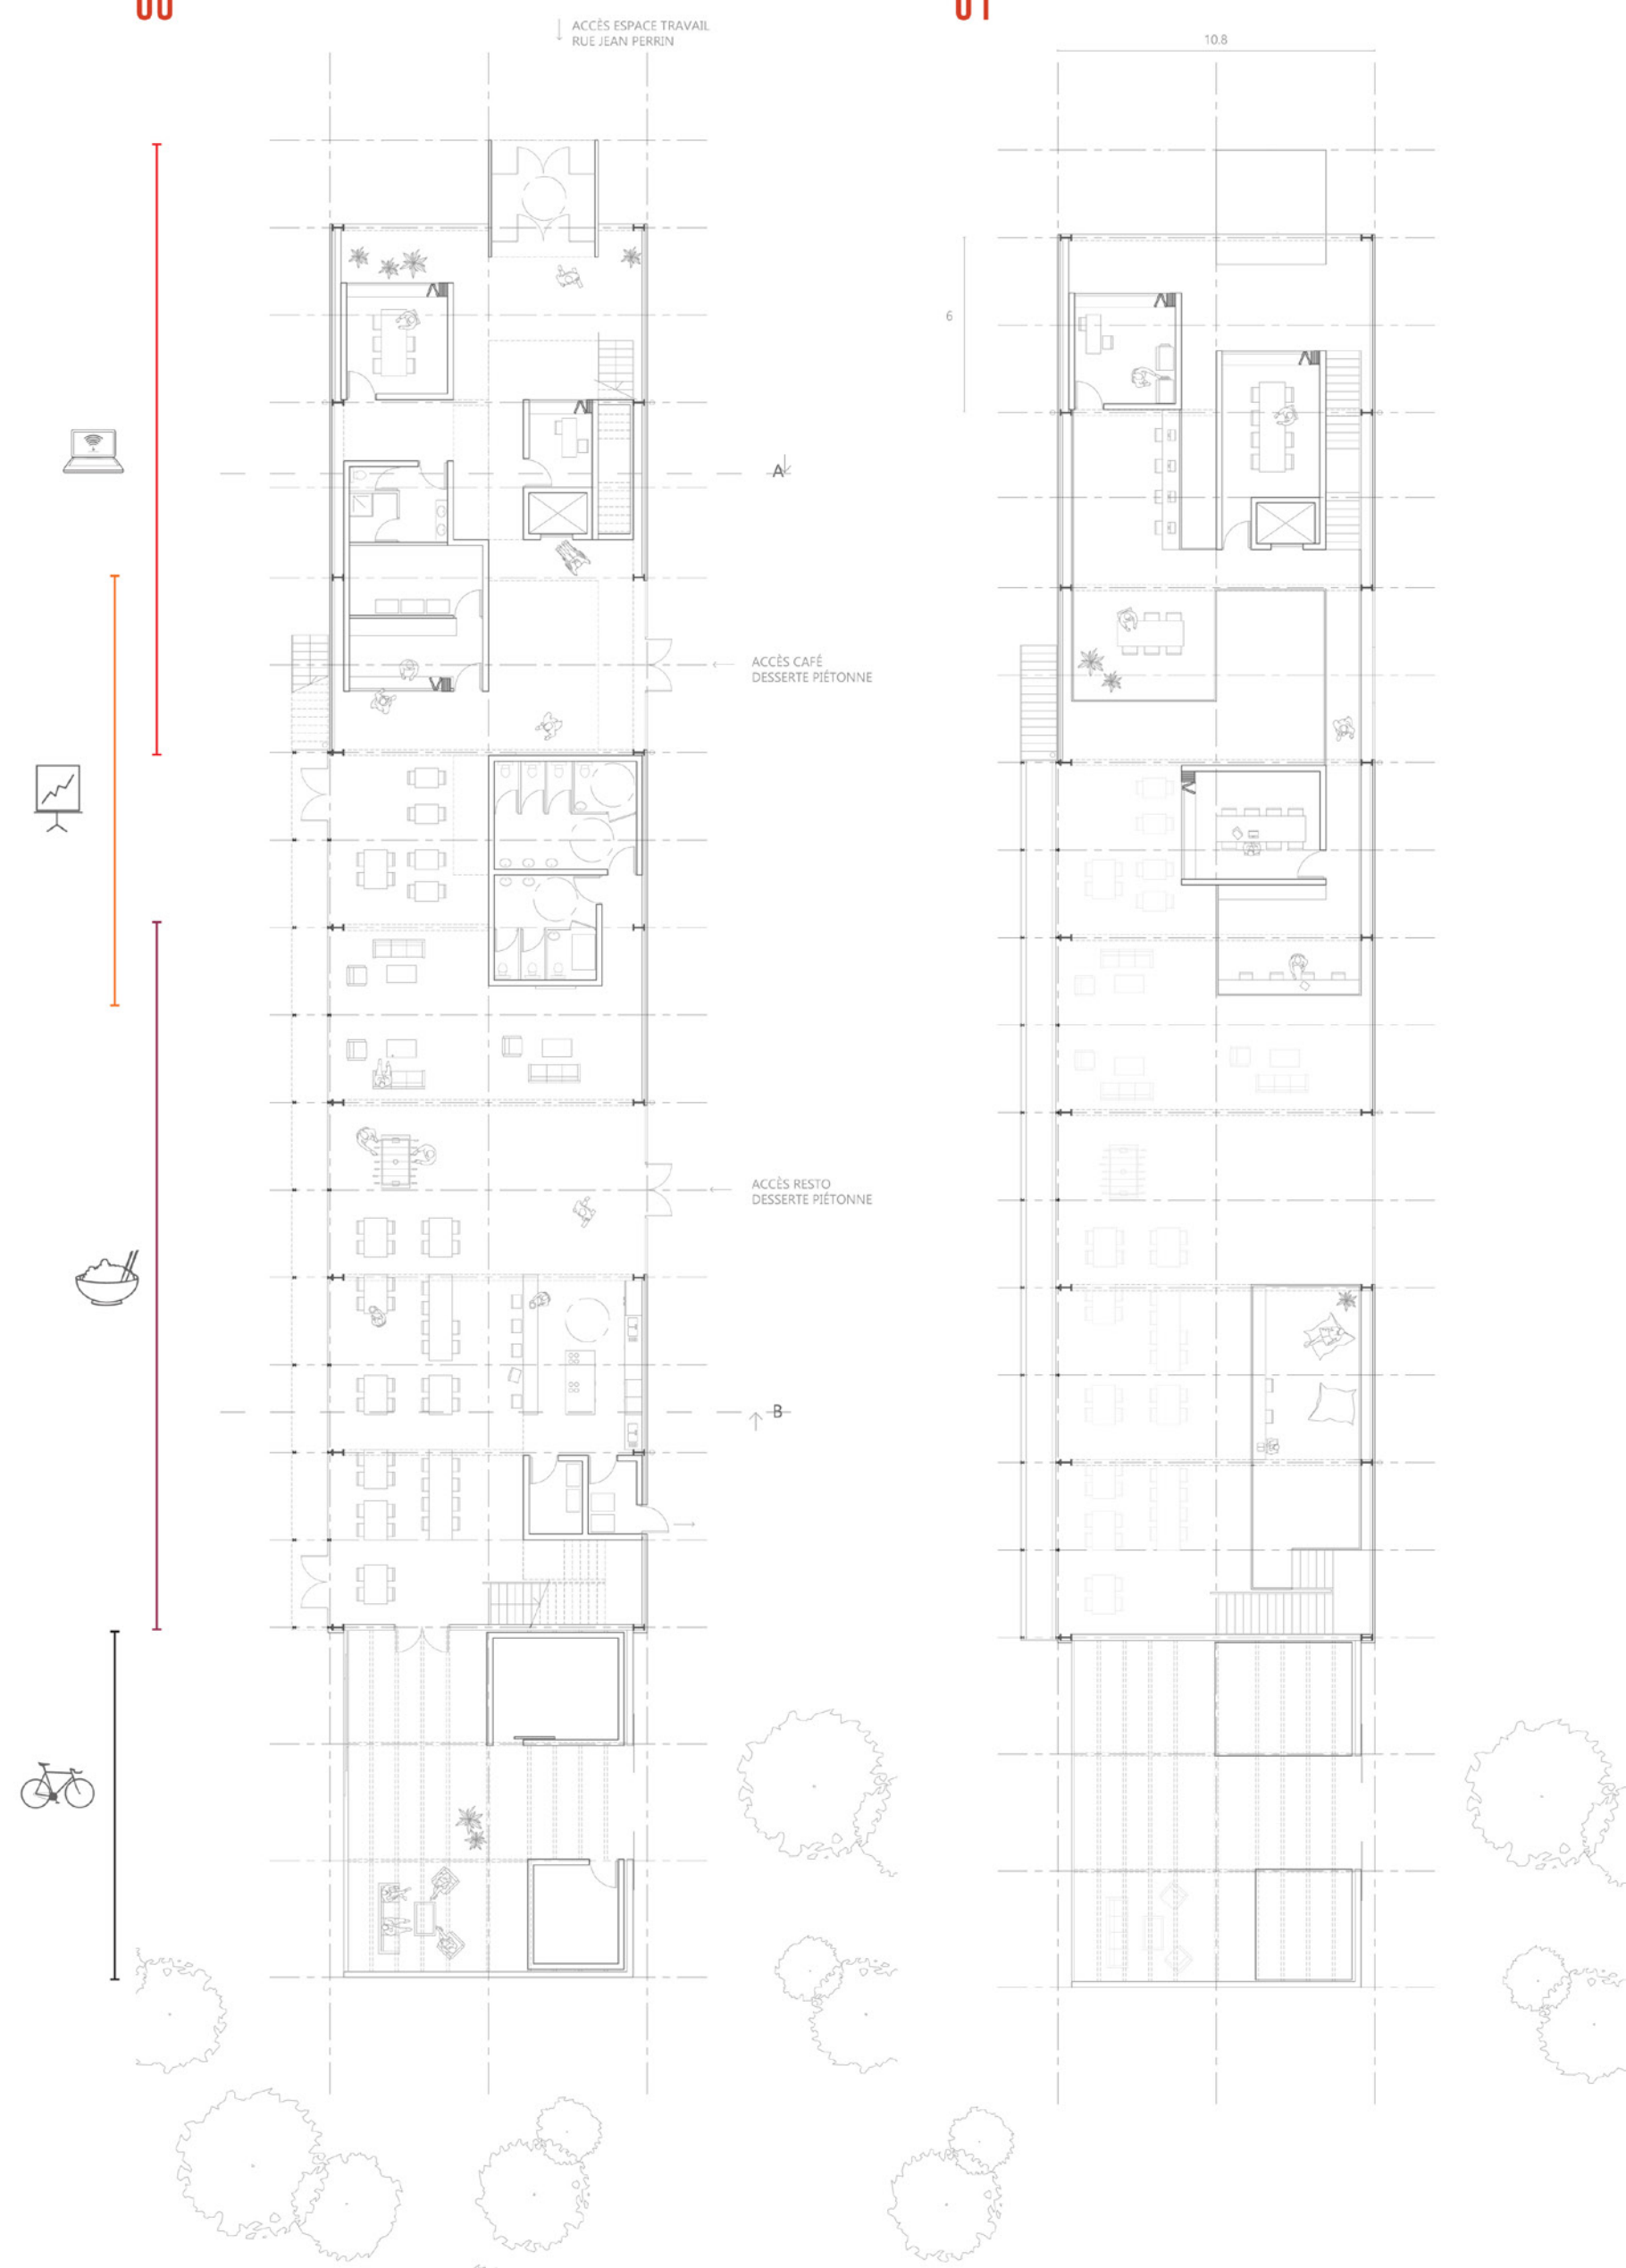 00
01
ACCÈS ESPACE TRAVAIL
RUE JEAN PERRIN
10.8
6
A
ACCÈS CAFÉ
DESSERTE PIÉTONNE
ACCÈS RESTO
DESSERTE PIÉTONNE
B